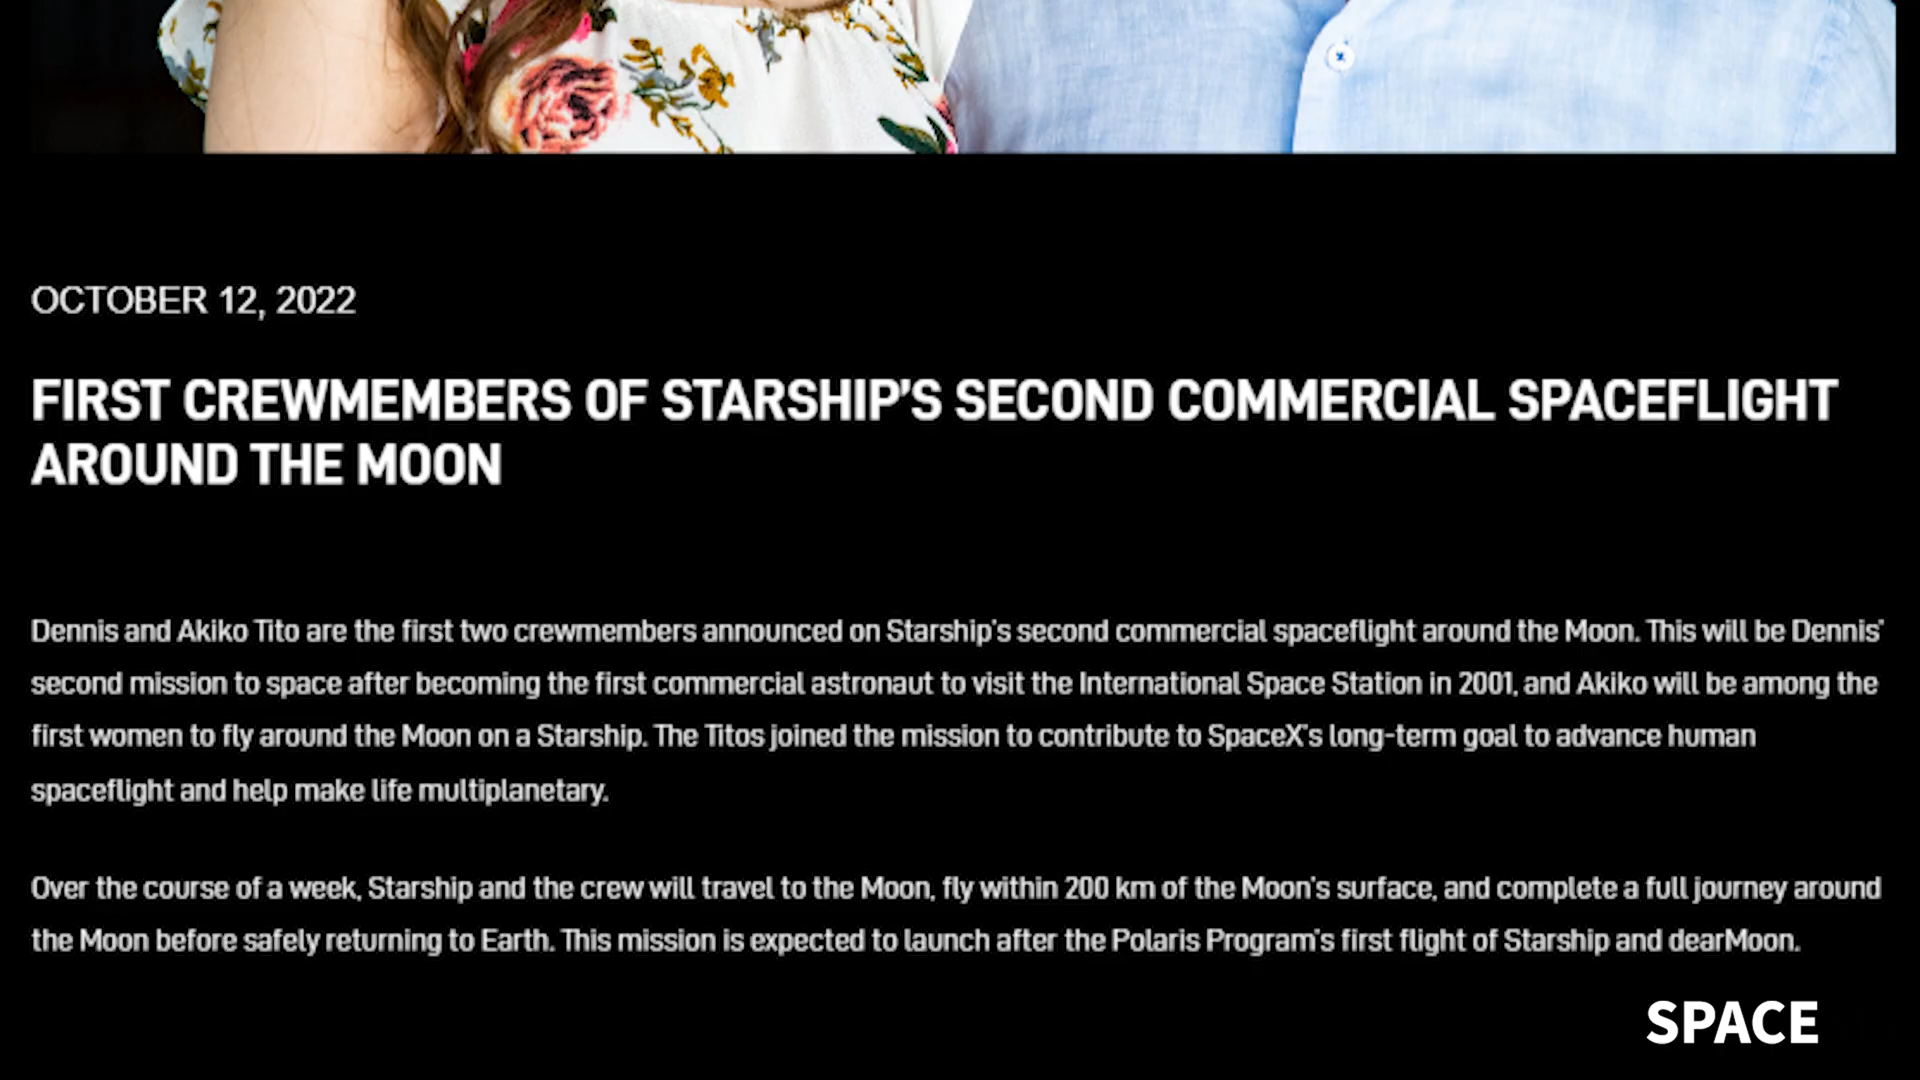 OCTOBER 12, 2022
FIRST CREWMEMBERS OF STARSHIP’S SECOND COMMERCIAL SPACEFLIGHT
AROUND THE MOON
Dennis and Akiko Tito are the first two crewmembers announced on Starship’s second commercial spaceflight around the Moon. This will be Dennis’
second mission to space after becoming the first commercial astronaut to visit the International Space Station in 2001, and Akiko will be among the
first women to fly around the Moon on a Starship. The Titos joined the mission to contribute to SpaceX’s long-term goal to advance human
spaceflight and help make life multiplanetary.
Over the course of a week, Starship and the crew will travel to the Moon, fly within 200 km of the Moon’s surface, and complete a full journey around
the Moon before safely returning to Earth. This mission is expected to launch after the Polaris Program’s first flight of Starship and dearMoon.
SPACE